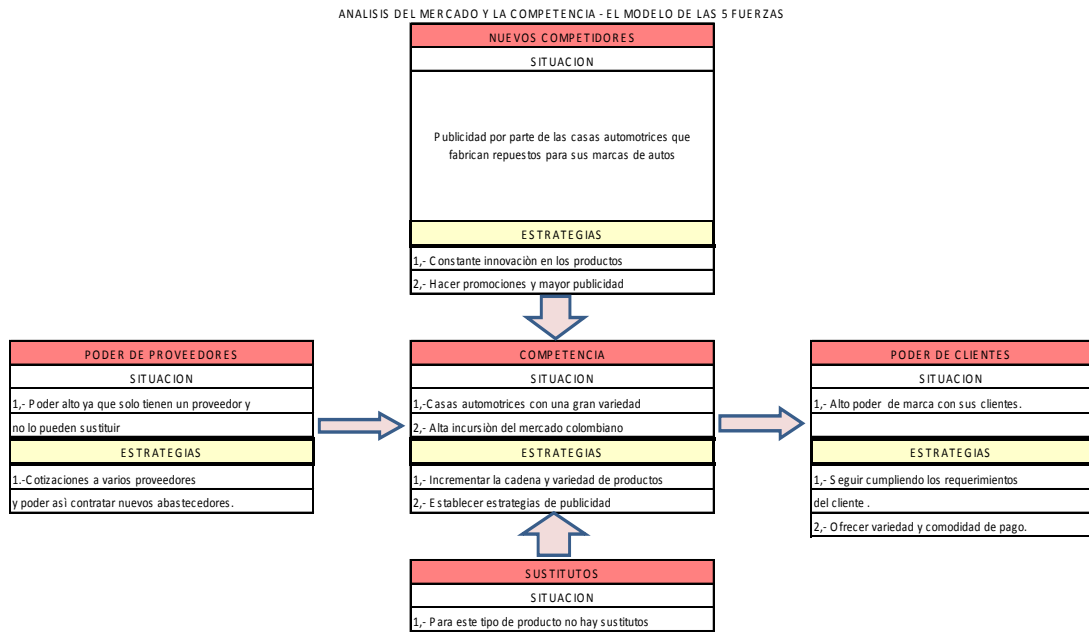 ANALISIS DEL MERCADO Y LA COMPETENCIA - EL MODELO DE LAS 5 FUERZAS
NUEVOS COMPETIDORES
SITUACION
Publicidad por parte de las casas automotrices que
fabrican repuestos para sus marcas de autos
ESTRATEGIAS
1,- Constante innovaciòn en los productos
2,- Hacer promociones y mayor publicidad
PODER DE PROVEEDORES
SITUACION
1,- Poder alto ya que solo tienen un proveedor y
no lo pueden sustituir
ESTRATEGIAS
1.-Cotizaciones a varios proveedores
y poder asì contratar nuevos abastecedores.
COMPETENCIA
SITUACION
1,-Casas automotrices con una gran variedad
2,- Alta incursiòn del mercado colombiano
ESTRATEGIAS
1,- Incrementar la cadena y variedad de productos
2,- Establecer estrategias de publicidad
PODER DE CLIENTES
SITUACION
1,- Alto poder de marca con sus clientes.
ESTRATEGIAS
1,- Seguir cumpliendo los requerimientos
del cliente .
2,- Ofrecer variedad y comodidad de pago.
SUSTITUTOS
SITUACION
1,- Para este tipo de producto no hay sustitutos